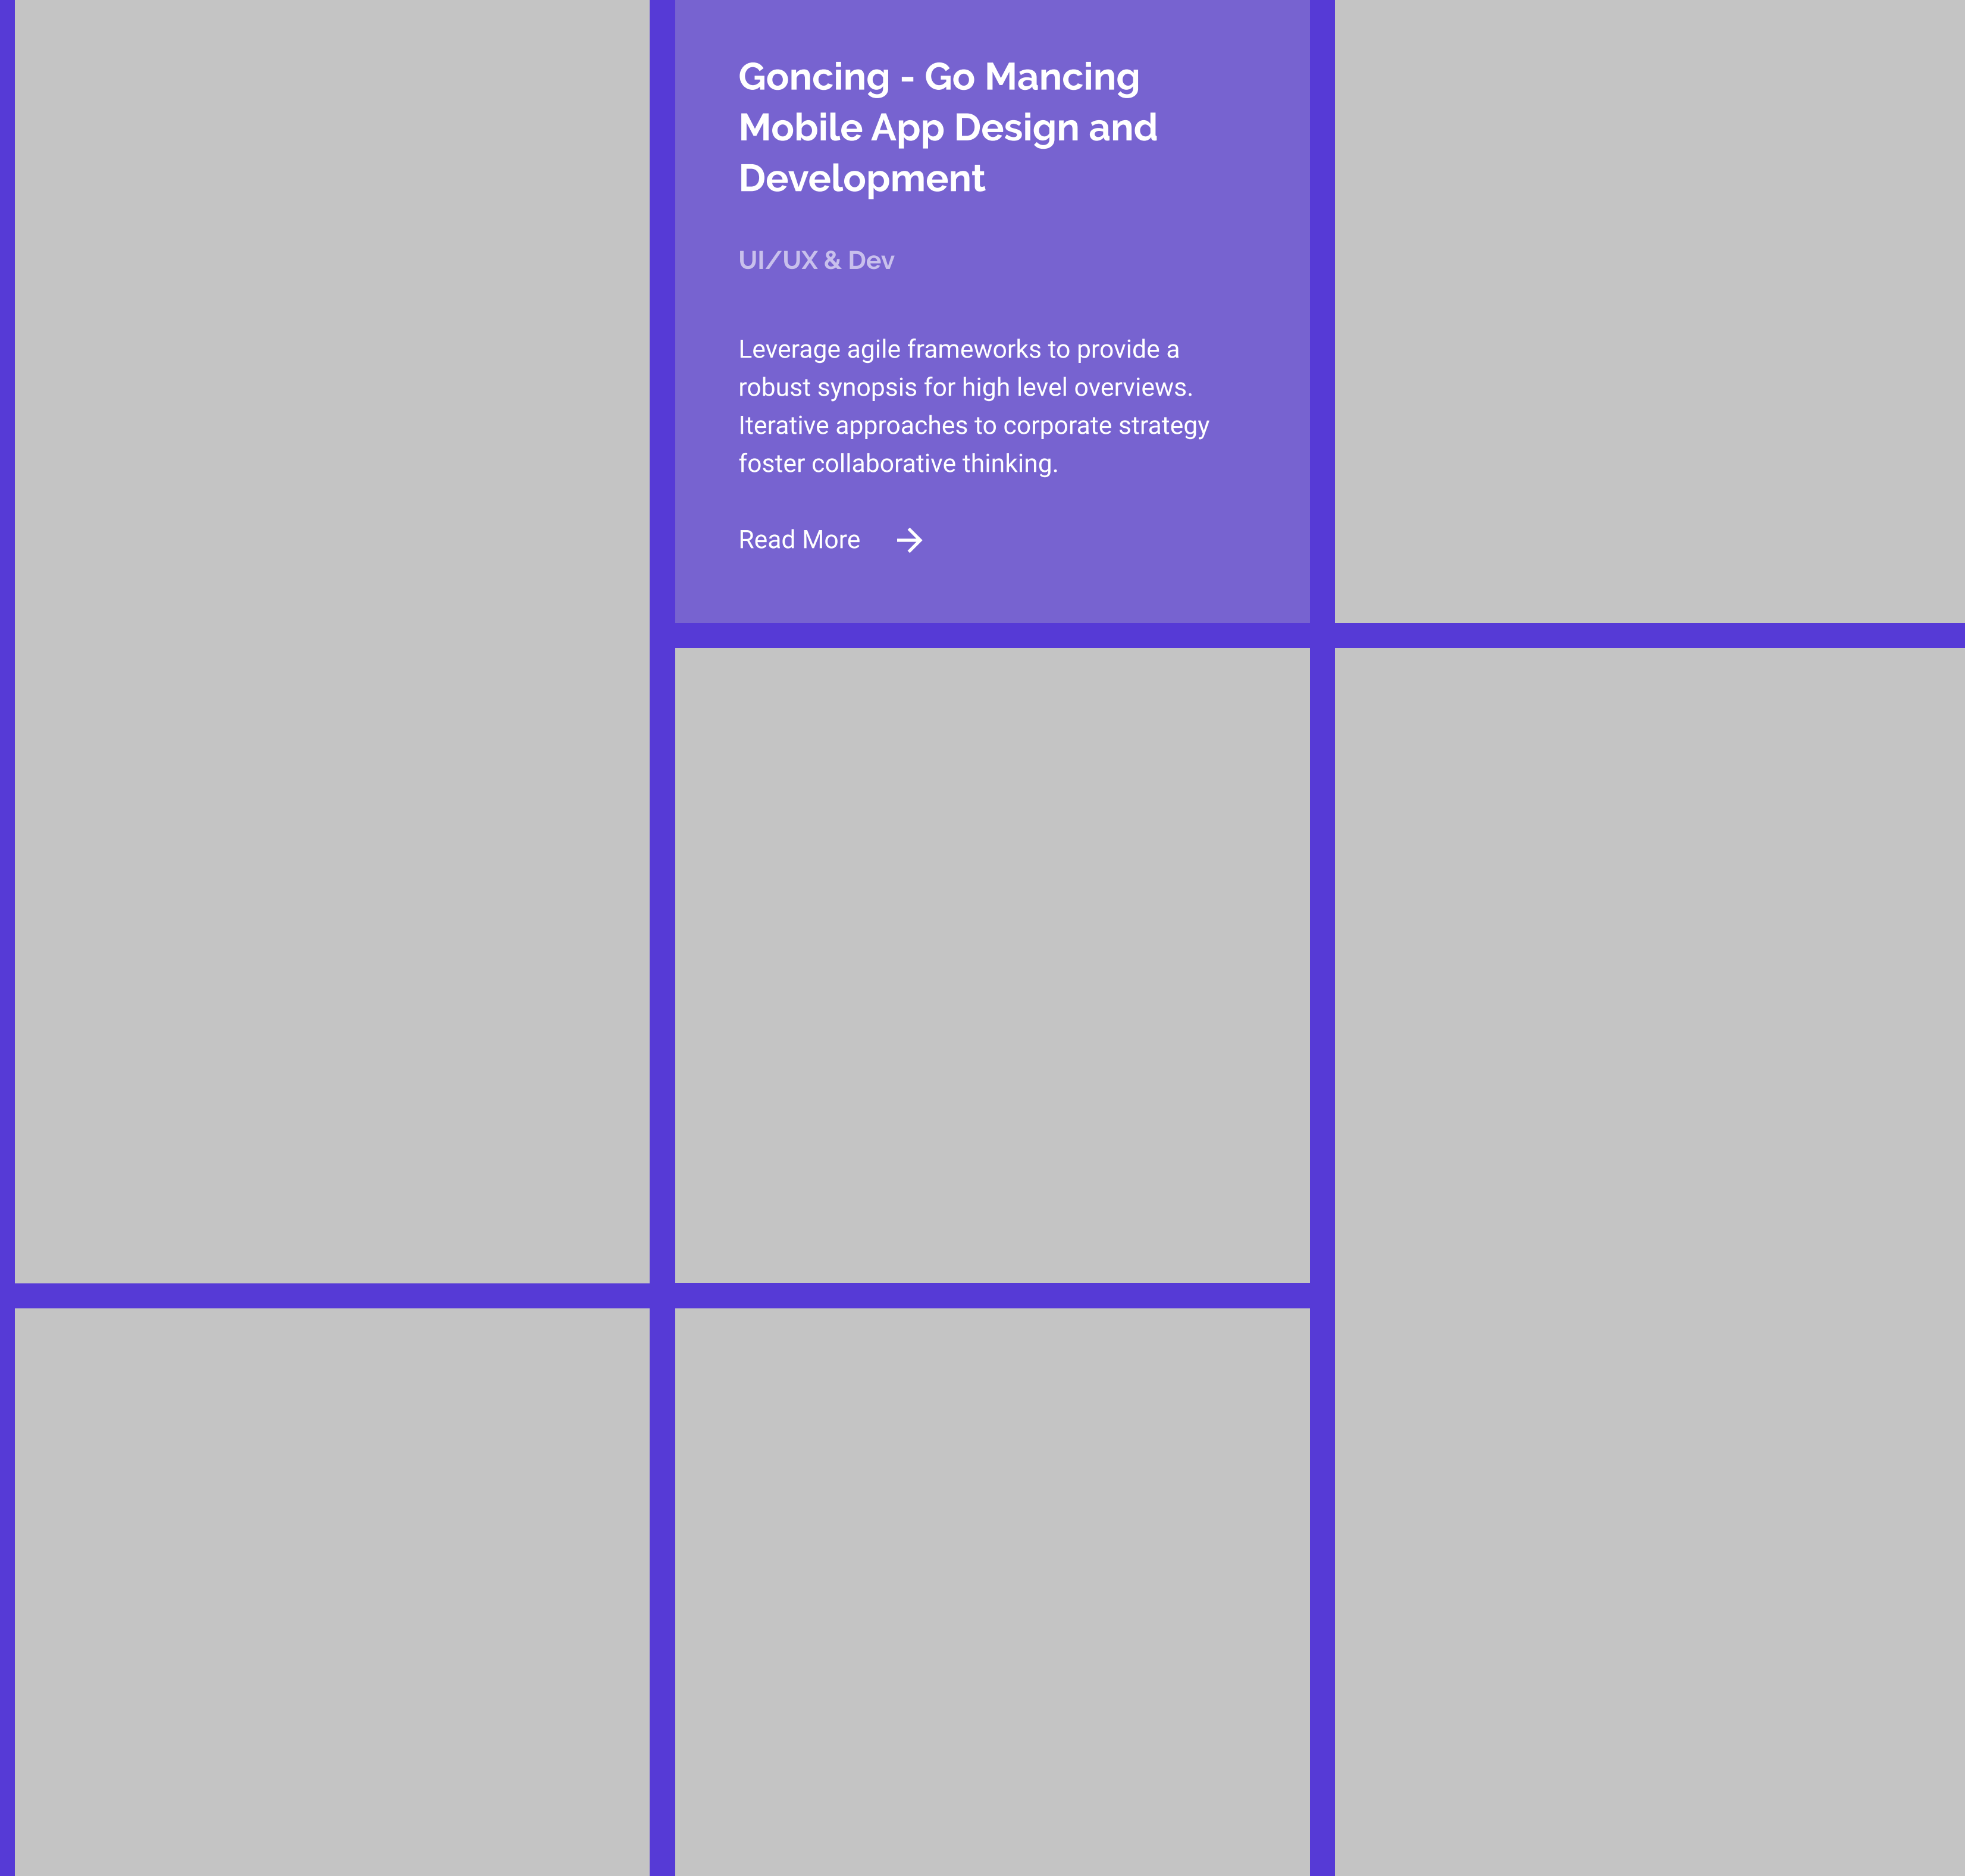 Goncing - Go Mancing
Mobile App Design and
Development
UI/UX & Dev
Leverage agile frameworks to provide a
robust synopsis for high level overviews.
Iterative approaches to corporate strategy
foster collaborative thinking.
Read More